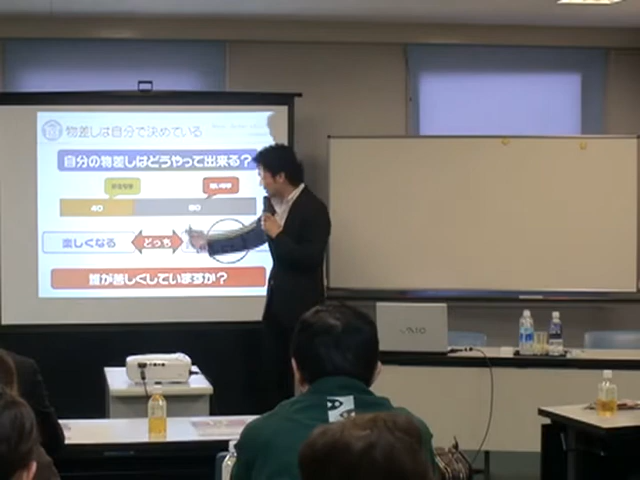 物差しは自分で決めている
自分の物差しはどうやって出来る?
40
60
楽しくなる
どっち
誰が苦しくしていますか?
VAIO